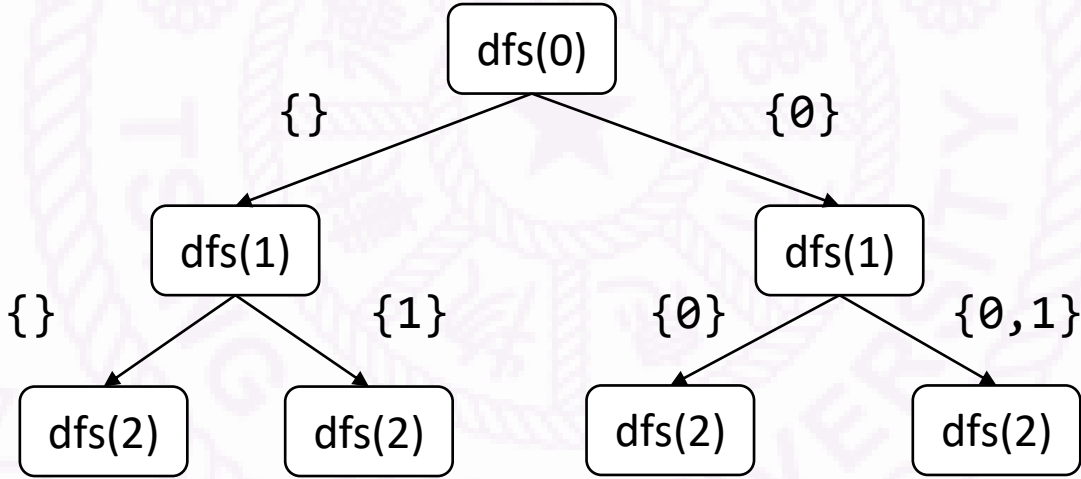 dfs(0)
{} {0}
dfs(1) dfs(1)
{} {1} {0} {0,1}
dfs(2) dfs(2) dfs(2) dfs(2)